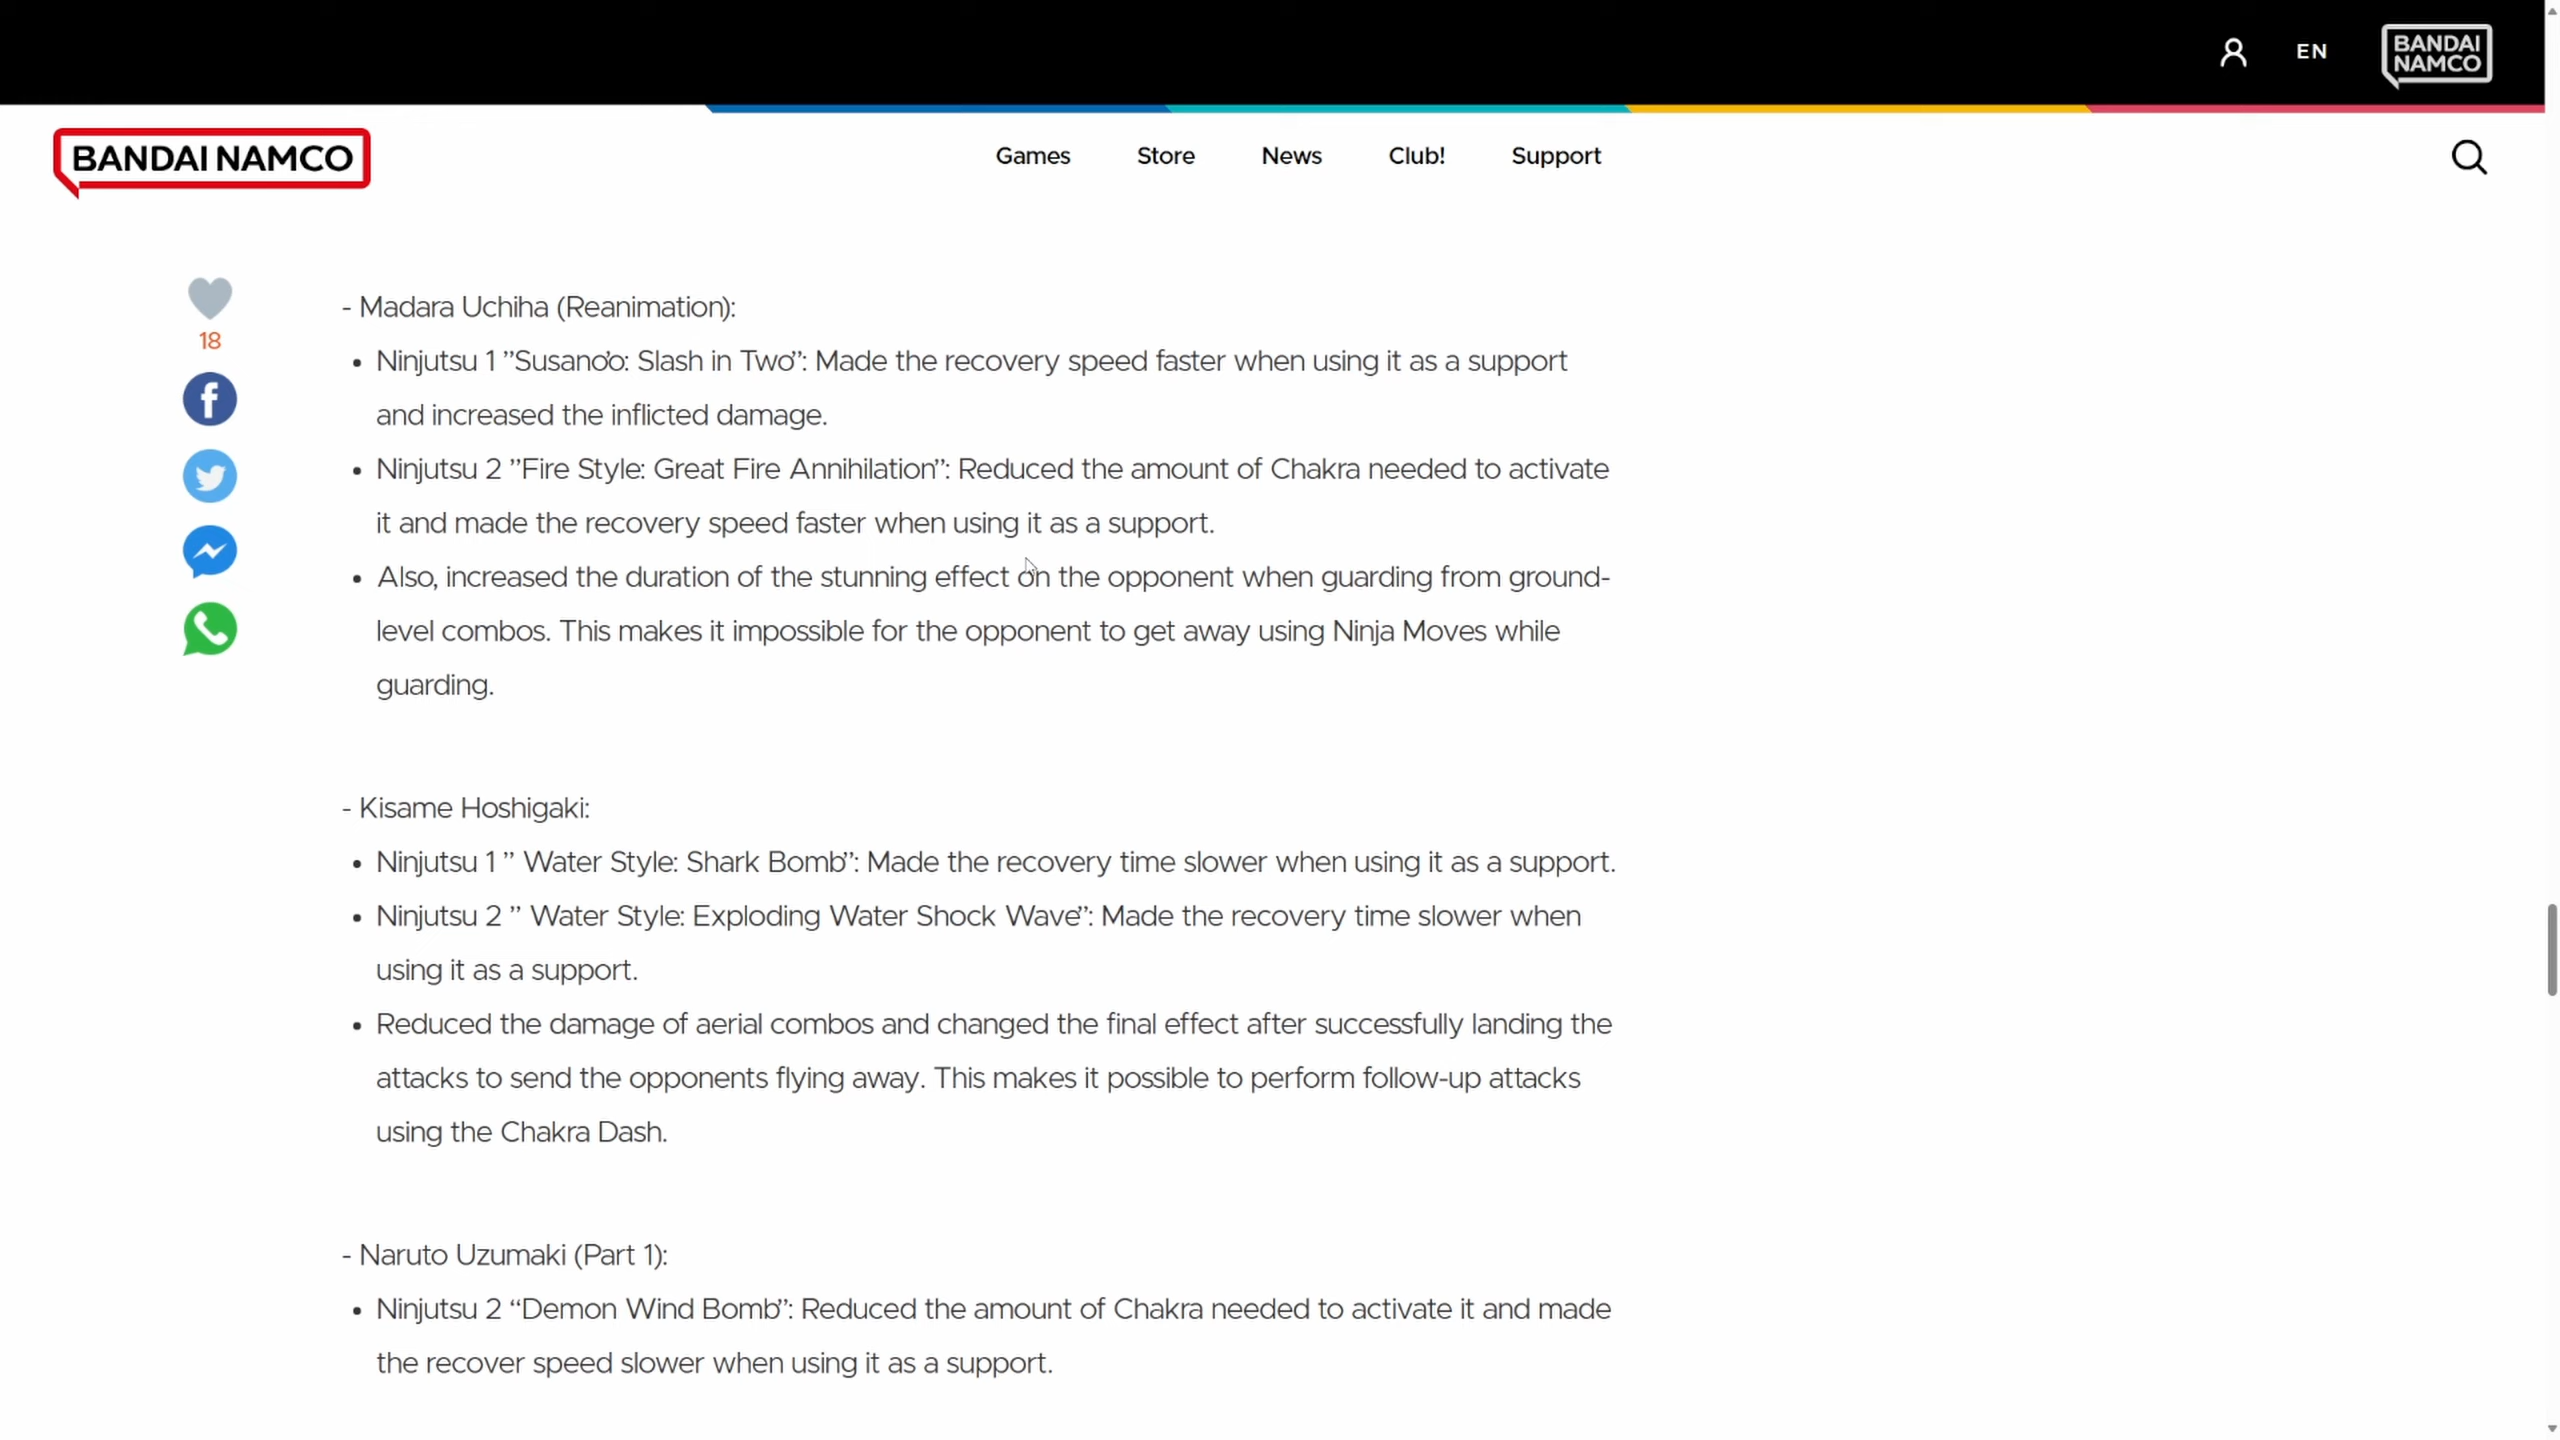 EN
BANDAI
NAMCO
BANDAI NAMCO
Games Store News Club! Support
18
- Madara Uchiha (Reanimation):
• Ninjutsu 1 ”Susano’o: Slash in Two”: Made the recovery speed faster when using it as a support
and increased the inflicted damage.
• Ninjutsu 2 ”Fire Style: Great Fire Annihilation”: Reduced the amount of Chakra needed to activate
it and made the recovery speed faster when using it as a support.
• Also, increased the duration of the stunning effect on the opponent when guarding from ground-
level combos. This makes it impossible for the opponent to get away using Ninja Moves while
guarding.
- Kisame Hoshigaki:
• Ninjutsu 1 ” Water Style: Shark Bomb”: Made the recovery time slower when using it as a support.
• Ninjutsu 2 ” Water Style: Exploding Water Shock Wave”: Made the recovery time slower when
using it as a support.
• Reduced the damage of aerial combos and changed the final effect after successfully landing the
attacks to send the opponents flying away. This makes it possible to perform follow-up attacks
using the Chakra Dash.
- Naruto Uzumaki (Part 1):
• Ninjutsu 2 “Demon Wind Bomb”: Reduced the amount of Chakra needed to activate it and made
the recover speed slower when using it as a support.